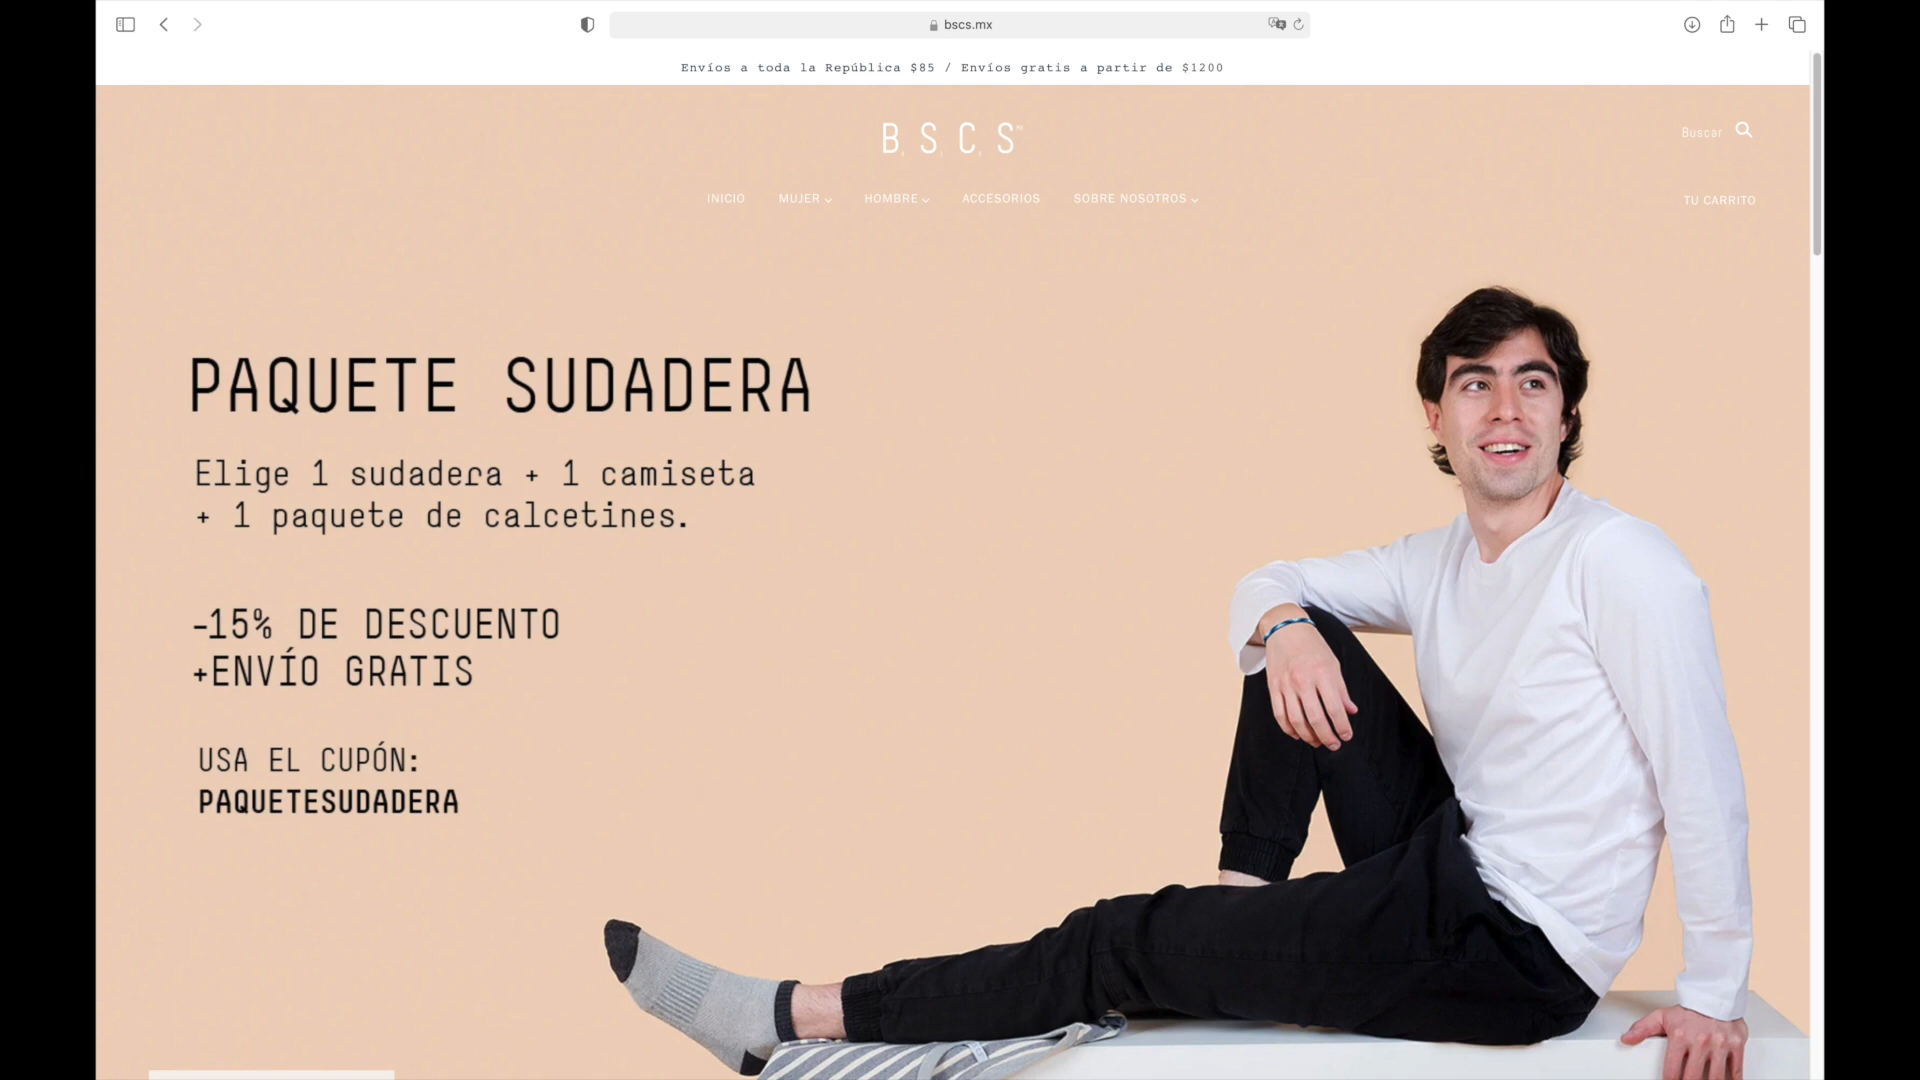 bscs.mx
Envíos a toda la República $85 / Envíos gratis a partir de $1200
B S C S
Buscar
INICIO MUJER HOMBRE ACCESORIOS SOBRE NOSOTROS
TU CARRITO
PAQUETE SUDADERA
Elige 1 sudadera + 1 camiseta
+ 1 paquete de calcetines.
-15% DE DESCUENTO
+ENVÍO GRATIS
USA EL CUPÓN:
PAQUETESUDADERA